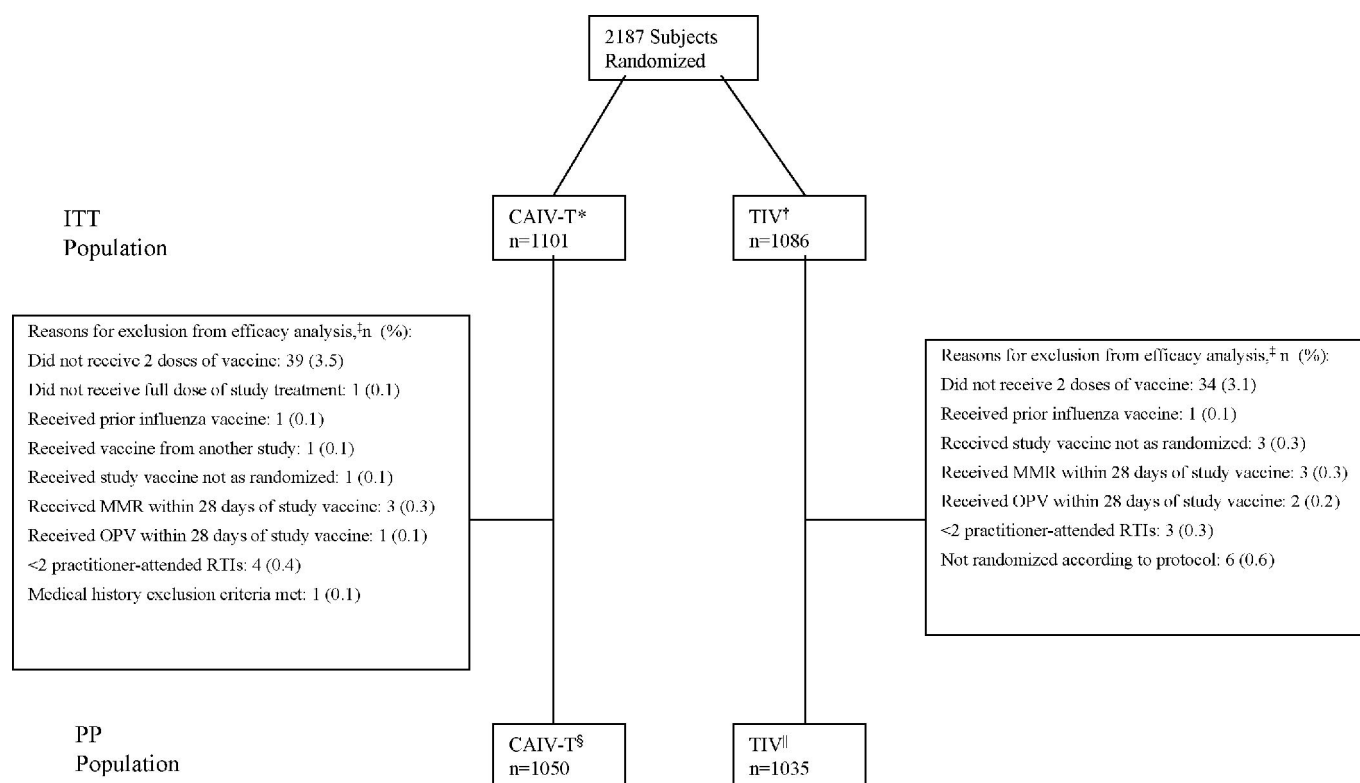 2187 Subjects
Randomized
ITT
Population
CAIV-T*
n=1101
TIV†
n=1086
Reasons for exclusion from efficacy analysis,‡n (%):
Did not receive 2 doses of vaccine: 39 (3.5)
Did not receive full dose of study treatment: 1 (0.1)
Received prior influenza vaccine: 1 (0.1)
Received vaccine from another study: 1 (0.1)
Received study vaccine not as randomized: 1 (0.1)
Received MMR within 28 days of study vaccine: 3 (0.3)
Received OPV within 28 days of study vaccine: 1 (0.1)
<2 practitioner-attended RTIs: 4 (0.4)
Medical history exclusion criteria met: 1 (0.1)
Reasons for exclusion from efficacy analysis,‡ n (%):
Did not receive 2 doses of vaccine: 34 (3.1)
Received prior influenza vaccine: 1 (0.1)
Received study vaccine not as randomized: 3 (0.3)
Received MMR within 28 days of study vaccine: 3 (0.3)
Received OPV within 28 days of study vaccine: 2 (0.2)
<2 practitioner-attended RTIs: 3 (0.3)
Not randomized according to protocol: 6 (0.6)
PP
Population
CAIV-T§
n=1050
TIV||
n=1035